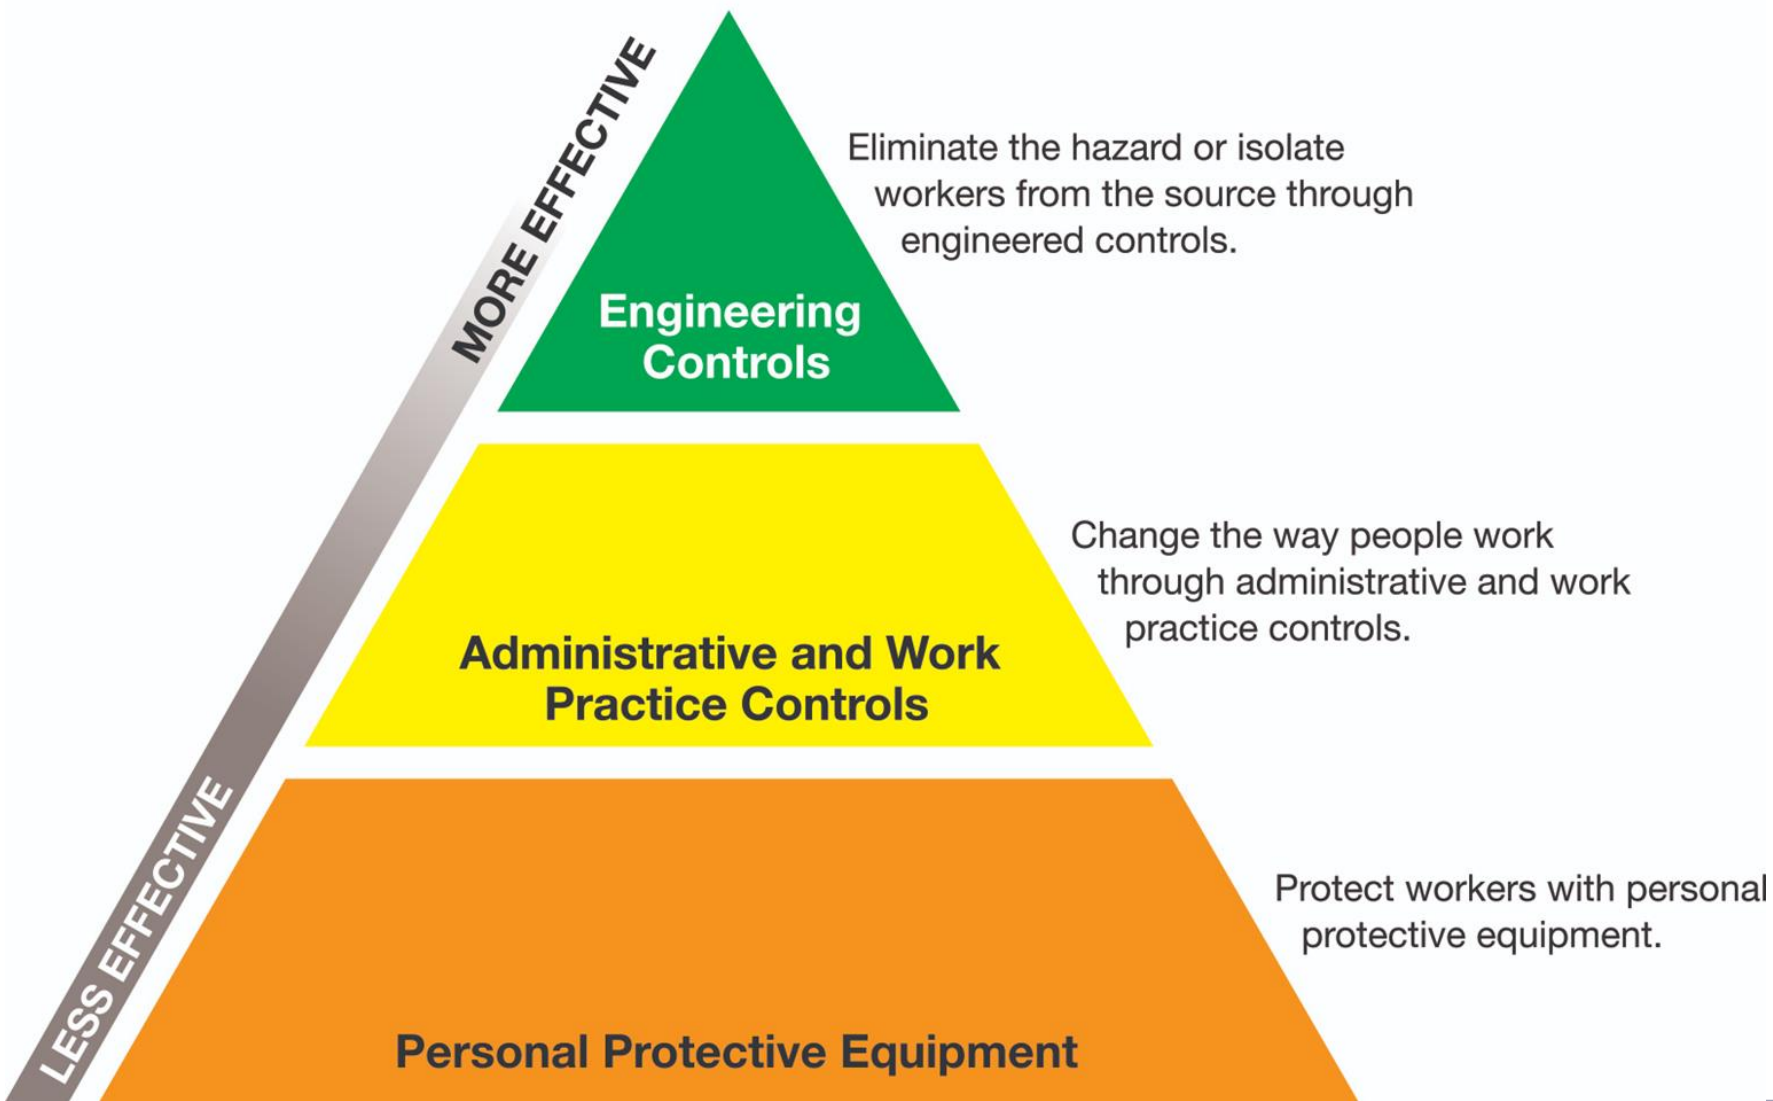 MORE EFFECTIVE
Eliminate the hazard or isolate
workers from the source through
engineered controls.
Engineering
Controls
Change the way people work
through administrative and work
practice controls.
Administrative and Work
Practice Controls
LESS EFFECTIVE
Protect workers with personal
protective equipment.
Personal Protective Equipment